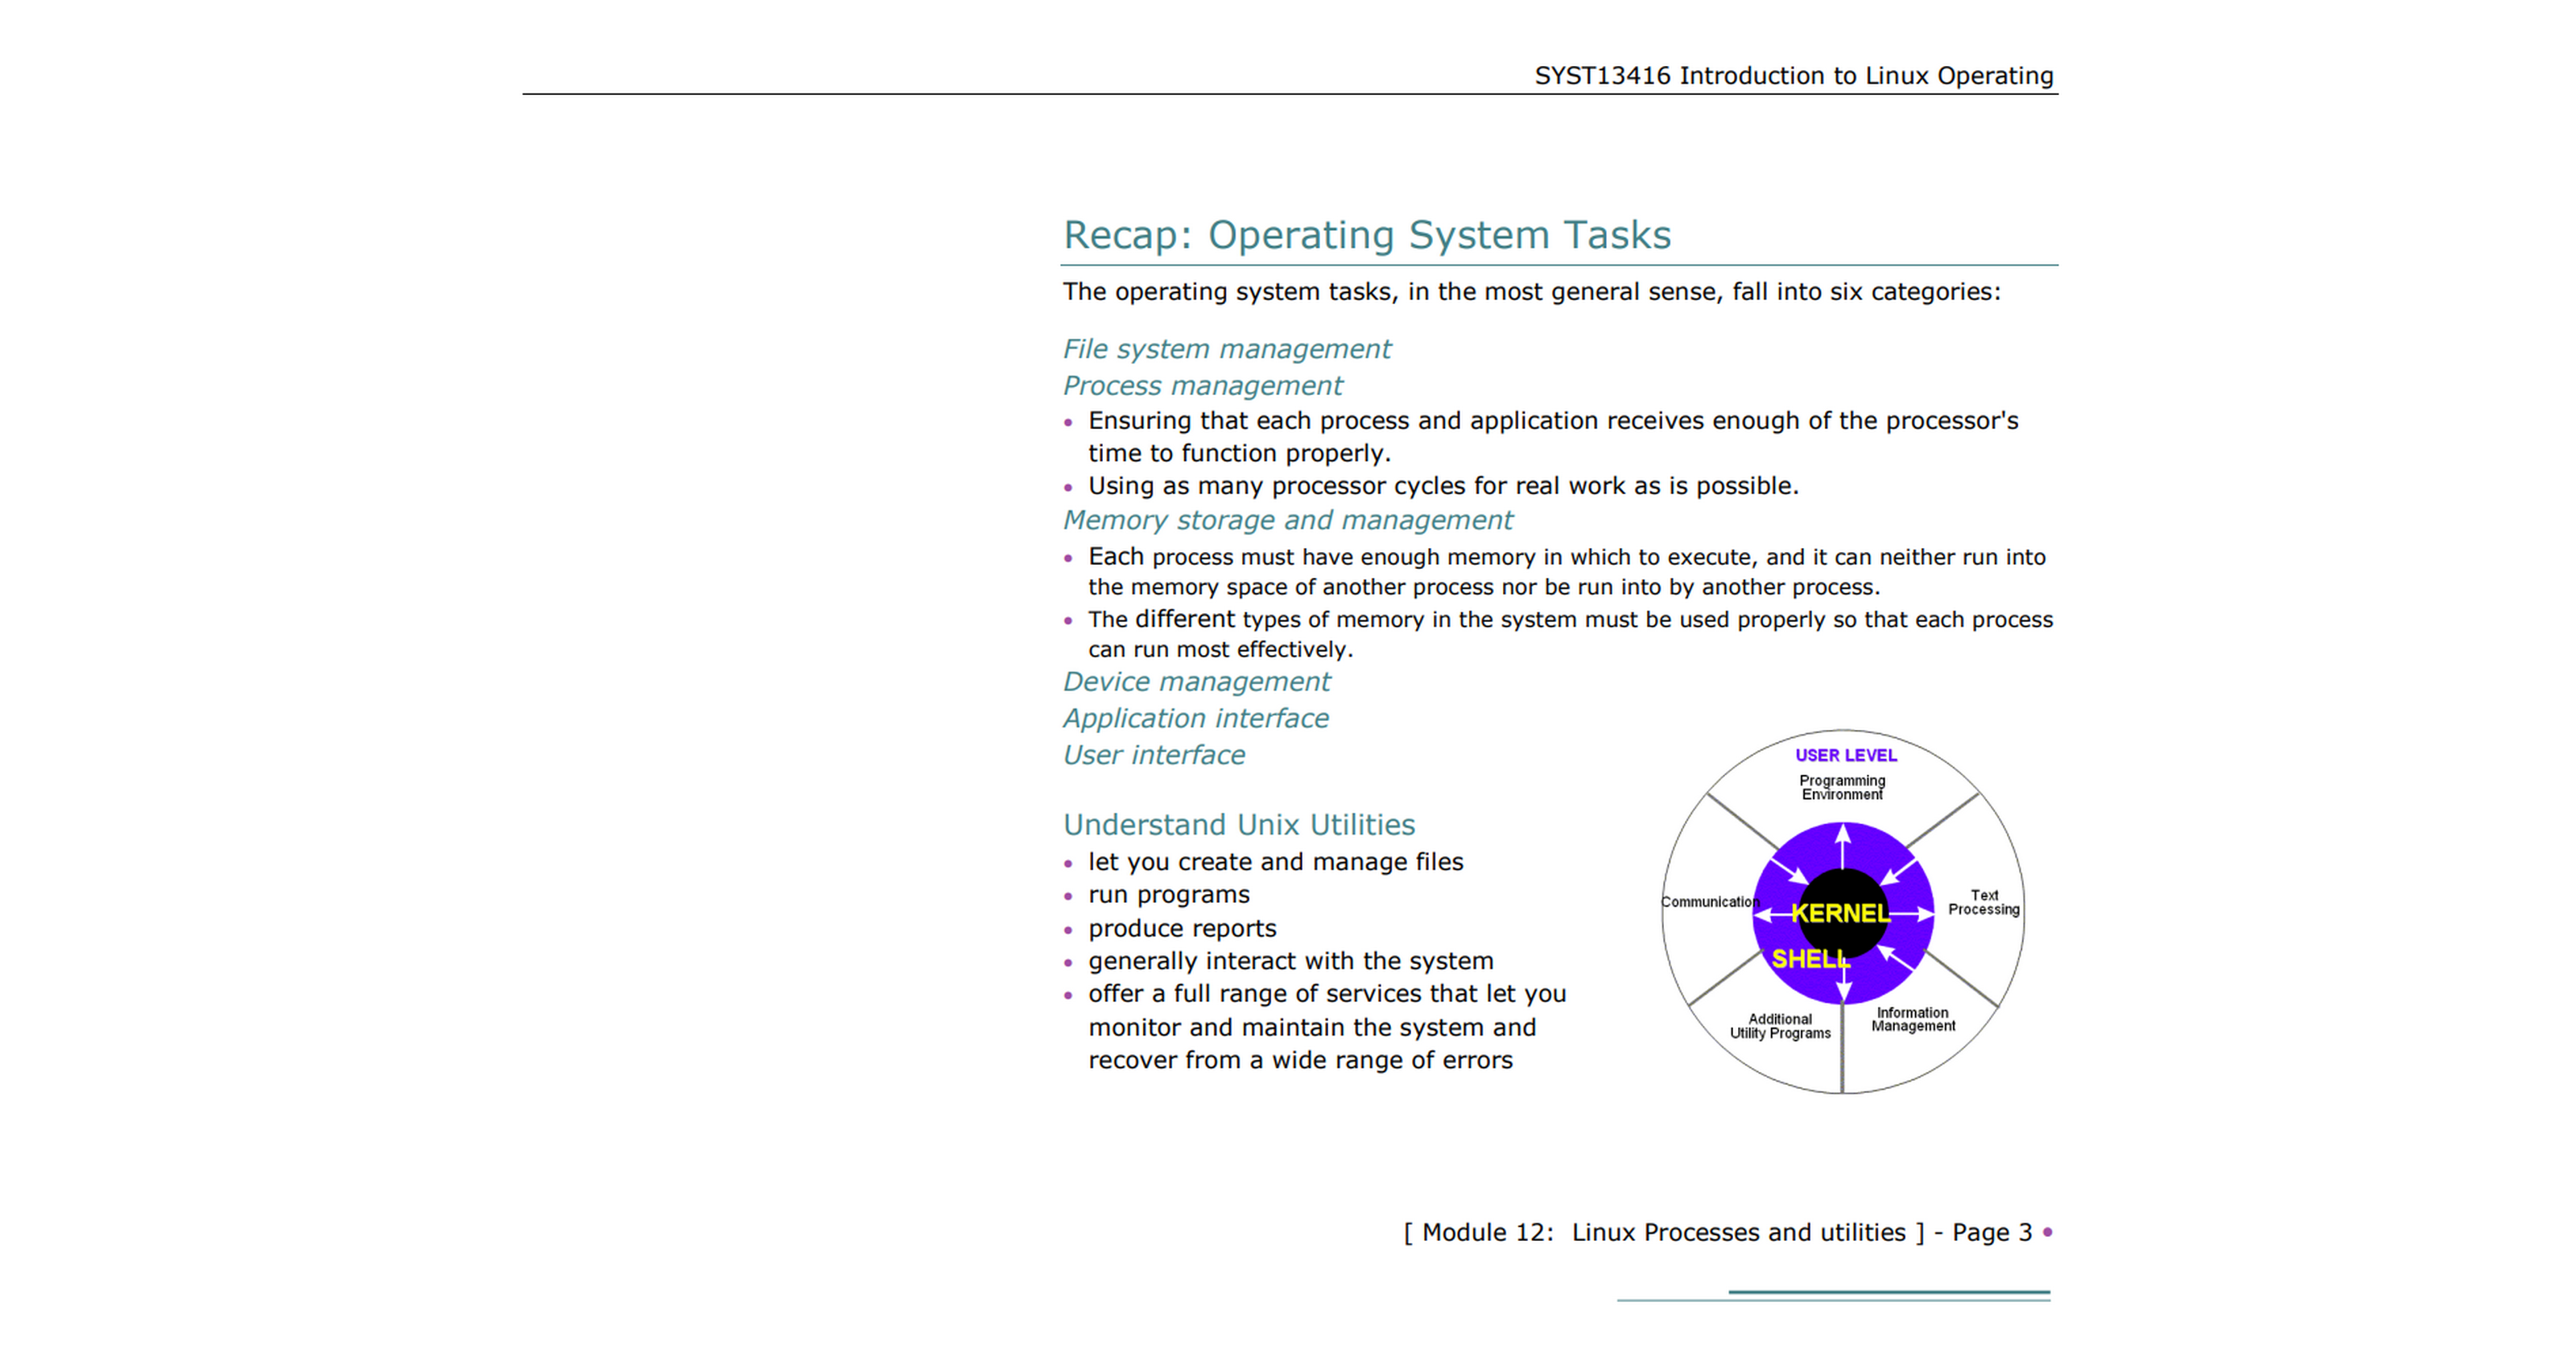 SYST13416 Introduction to Linux Operating
Recap: Operating System Tasks
The operating system tasks, in the most general sense, fall into six categories:
File system management
Process management
• Ensuring that each process and application receives enough of the processor's
time to function properly.
• Using as many processor cycles for real work as is possible.
Memory storage and management
• Each process must have enough memory in which to execute, and it can neither run into
the memory space of another process nor be run into by another process.
• The different types of memory in the system must be used properly so that each process
can run most effectively.
Device management
Application interface
User interface
Understand Unix Utilities
• let you create and manage files
• run programs
• produce reports
• generally interact with the system
• offer a full range of services that let you
monitor and maintain the system and
recover from a wide range of errors
USER LEVEL
Programming
Environment
Communication
KERNEL
Text
Processing
SHELL
Additional
Utility Programs
Information
Management
[ Module 12: Linux Processes and utilities ] - Page 3 •